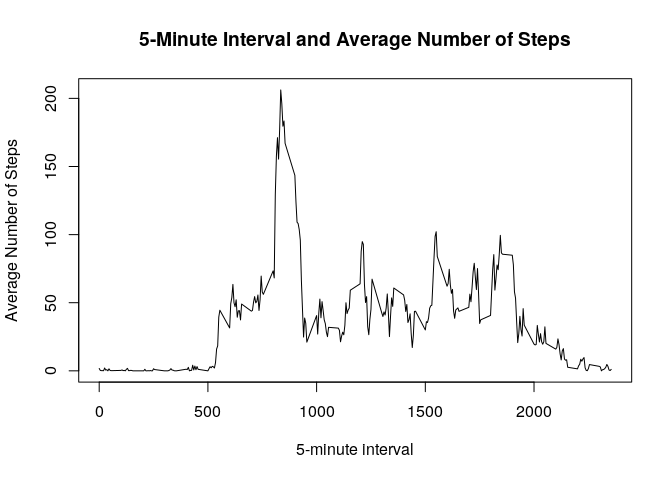 5-Minute Interval and Average Number of Steps
Average Number of Steps
200
150
100
50
0
0 500 1000 1500 2000
5-minute interval